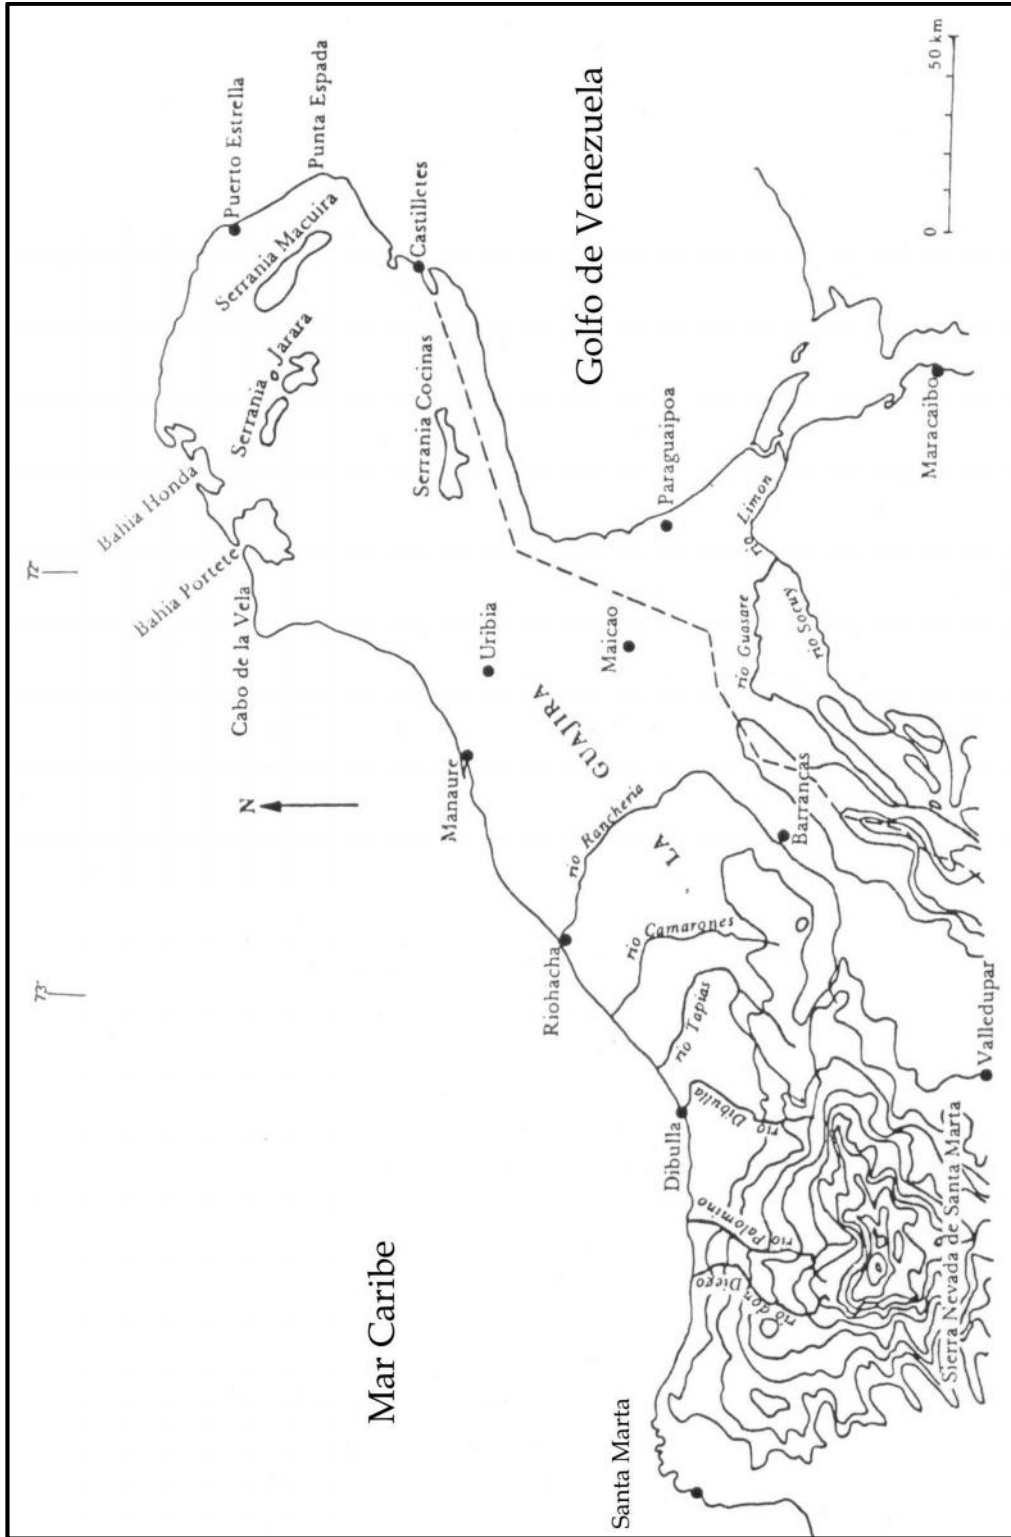 73°
72°
Bahia Honda
Bahia Portete
Cabo de la Vela
Puerto Estrella
Punta Espada
Serrania Macuira
Serrania Jarara
Castilletes
Serrania Cocinas
Golfo de Venezuela
Mar Caribe
N
Manaure
Uribia
Maicao
Paraguaipoa
LA GUAJIRA
Riohacha
rio Rancheria
rio Camarones
rio Tapias
Dibulla
rio Dibulla
rio Palomino
rio don Diego
Santa Marta
Sierra Nevada de Santa Marta
Valledupar
Barrancas
rio Guasare
rio Socuy
rio Limon
Maracaibo
0
50 km